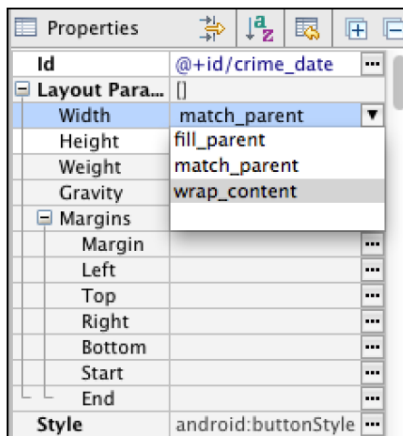 Properties
Id @+id/crime_date
Layout Para... []
Width match_parent
Height fill_parent
Weight match_parent
Gravity wrap_content
Margins
Margin
Left
Top
Right
Bottom
Start
End
Style android:buttonStyle